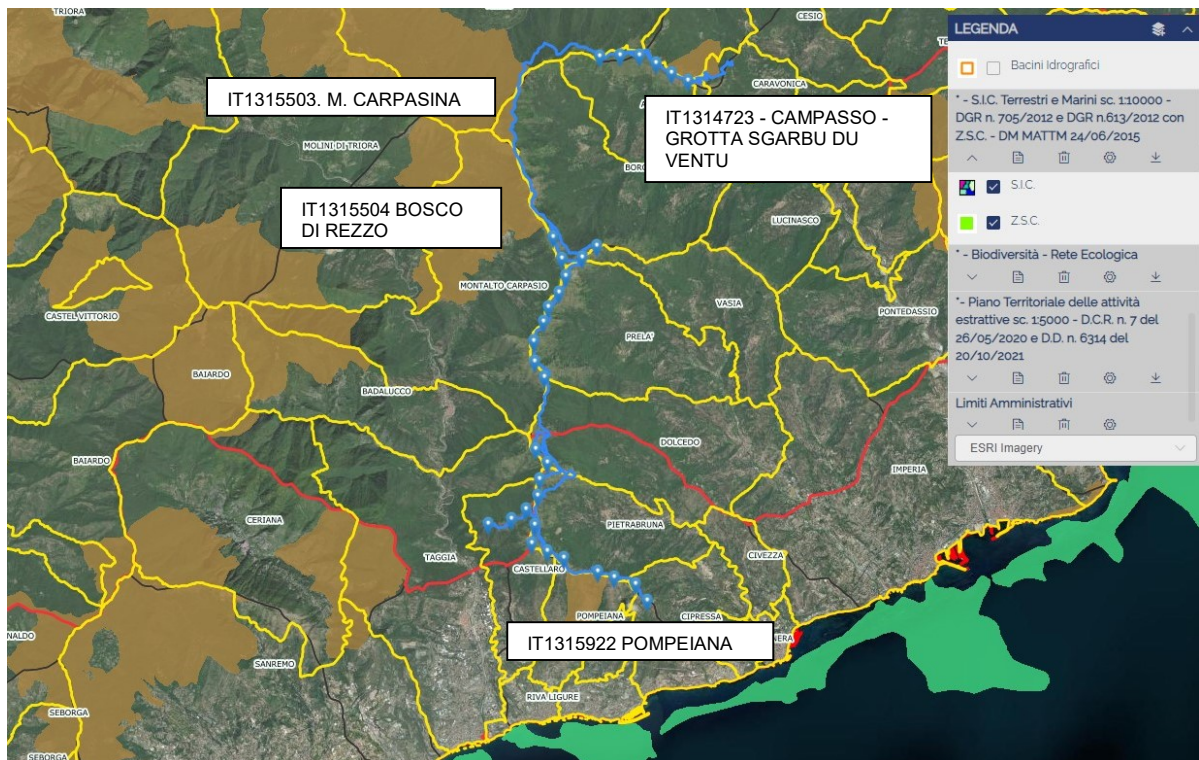 TRIORA
CESIO
IT1315503. M. CARPASINA
CARAVONICA
MOLINI DI TRIORA
IT1314723 - CAMPASSO -
GROTTA SGARBU DU
VENTU
IT1315504 BOSCO
DI REZZO
LUCINASCO
MONTALTO CARPASIO
VASIA
PONTEDASSIO
CASTEL VITTORIO
PRELA'
BAIARDO
BADALUCCO
DOLCEDO
BAIARDO
IMPERIA
CERIANA
PIETRABRUNA
TAGGIA
CIVEZZA
CASTELLARO
POMPEIANA
CIPRESSA
IT1315922 POMPEIANA
SANREMO
RIVA LIGURE
SEBORGA
SEBORGA
LEGENDA
Bacini Idrografici
* - S.I.C. Terrestri e Marini sc. 1:10000 -
DGR n. 705/2012 e DGR n.613/2012 con
Z.S.C. - DM MATTM 24/06/2015
S.I.C.
Z.S.C.
* - Biodiversità - Rete Ecologica
*- Piano Territoriale delle attività
estrattive sc. 1:5000 - D.C.R. n. 7 del
26/05/2020 e D.D. n. 6314 del
20/10/2021
Limiti Amministrativi
ESRI Imagery